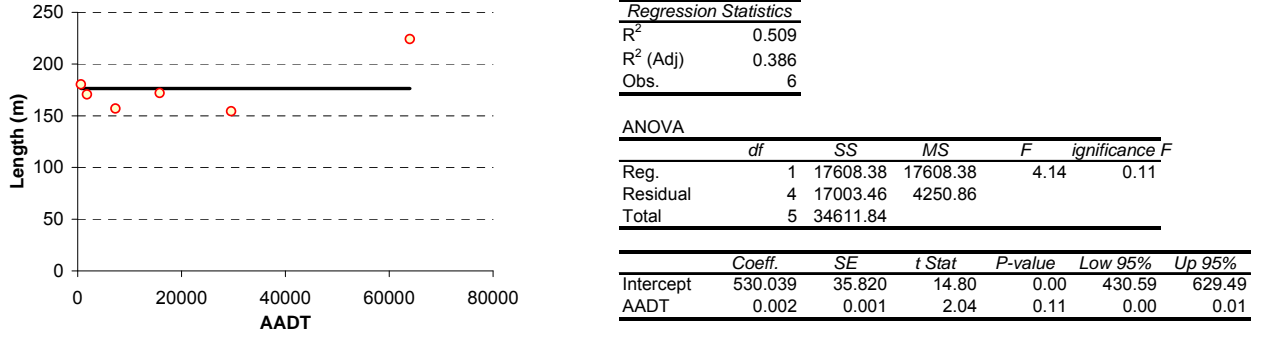 250
200
150
100
50
0
0 20000 40000 60000 80000
Length (m)
AADT
Regression Statistics
R² 0.509
R² (Adj) 0.386
Obs. 6
ANOVA
df SS MS F ignificance F
Reg. 1 17608.38 17608.38 4.14 0.11
Residual 4 17003.46 4250.86
Total 5 34611.84
Coeff. SE t Stat P-value Low 95% Up 95%
Intercept 530.039 35.820 14.80 0.00 430.59 629.49
AADT 0.002 0.001 2.04 0.11 0.00 0.01